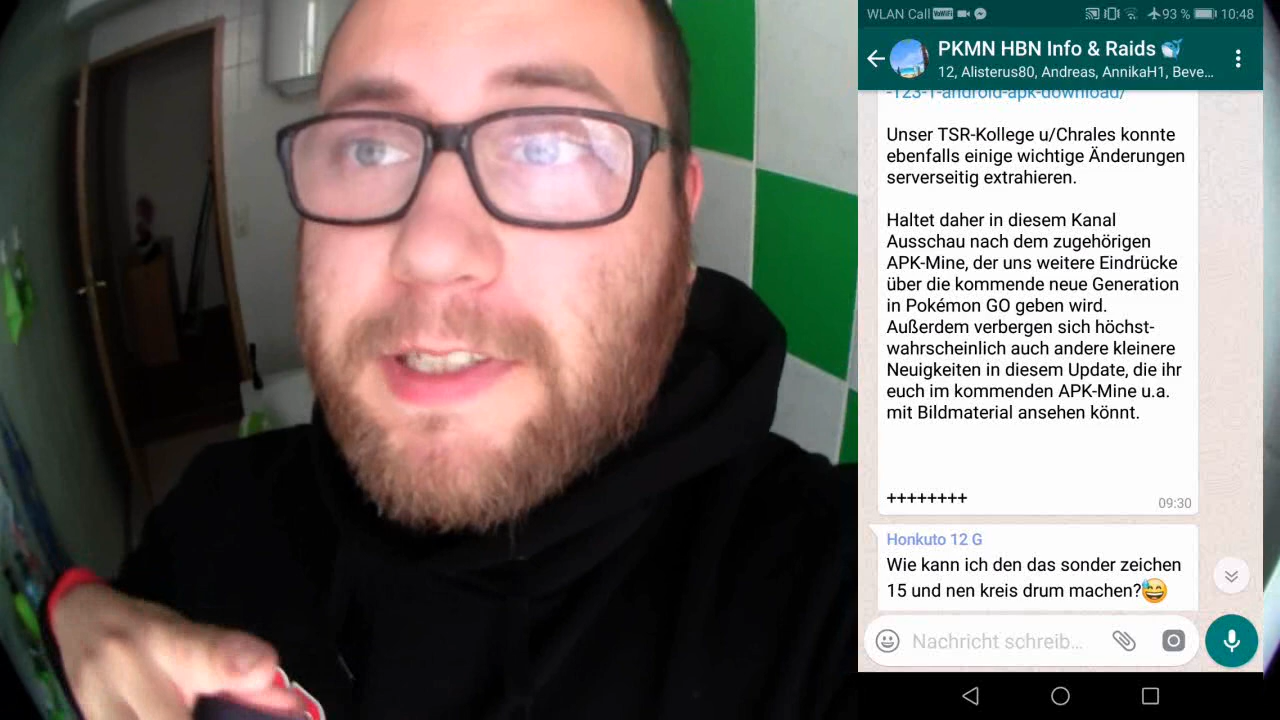 WLAN Call VoWiFi 93 % 10:48
PKMN HBN Info & Raids
12, Alisterus80, Andreas, AnnikaH1, Beve…
-123-1-android-apk-download/
Unser TSR-Kollege u/Chrales konnte
ebenfalls einige wichtige Änderungen
serverseitig extrahieren.
Haltet daher in diesem Kanal
Ausschau nach dem zugehörigen
APK-Mine, der uns weitere Eindrücke
über die kommende neue Generation
in Pokémon GO geben wird.
Außerdem verbergen sich höchst-
wahrscheinlich auch andere kleinere
Neuigkeiten in diesem Update, die ihr
euch im kommenden APK-Mine u.a.
mit Bildmaterial ansehen könnt.
++++++++
09:30
Honkuto 12 G
Wie kann ich den das sonder zeichen
15 und nen kreis drum machen?😅
Nachricht schreib…